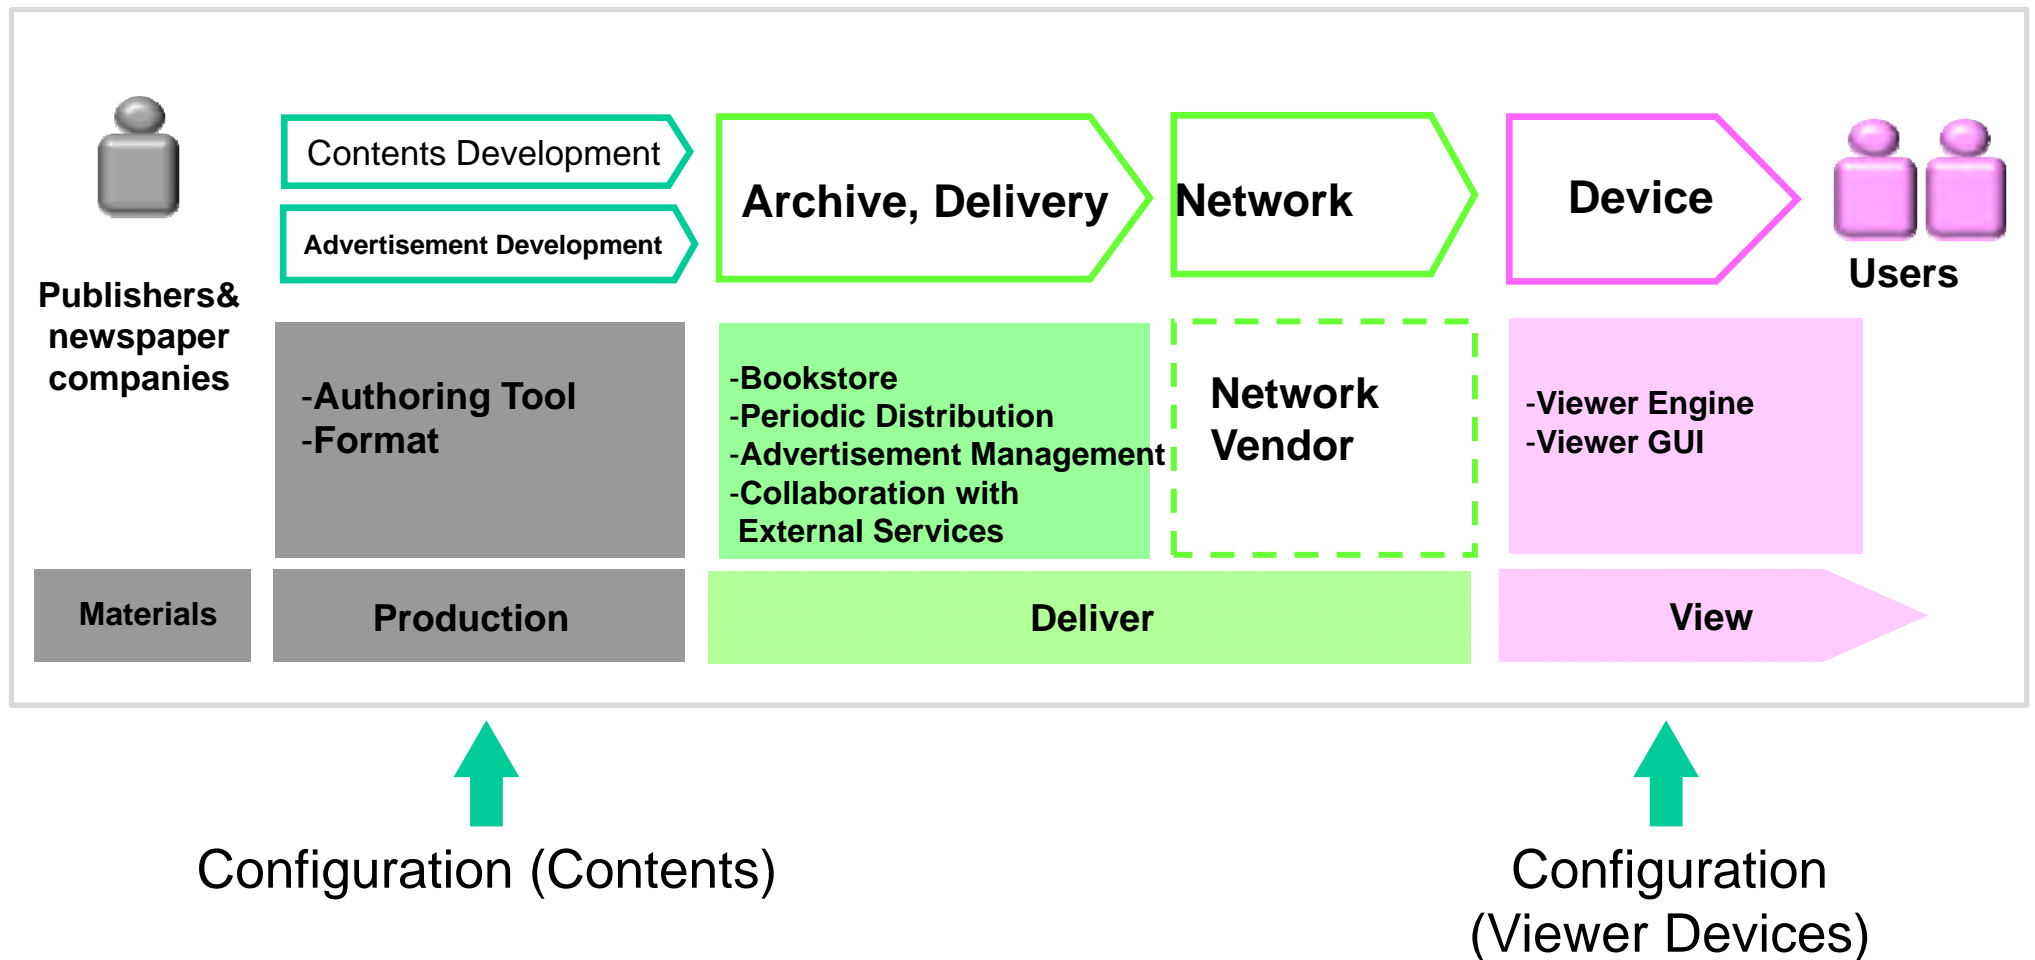 Publishers&
newspaper
companies
Contents Development
Advertisement Development
Archive, Delivery
Network
Device
Users
-Authoring Tool
-Format
-Bookstore
-Periodic Distribution
-Advertisement Management
-Collaboration with
External Services
Network
Vendor
-Viewer Engine
-Viewer GUI
Materials
Production
Deliver
View
Configuration (Contents)
Configuration
(Viewer Devices)